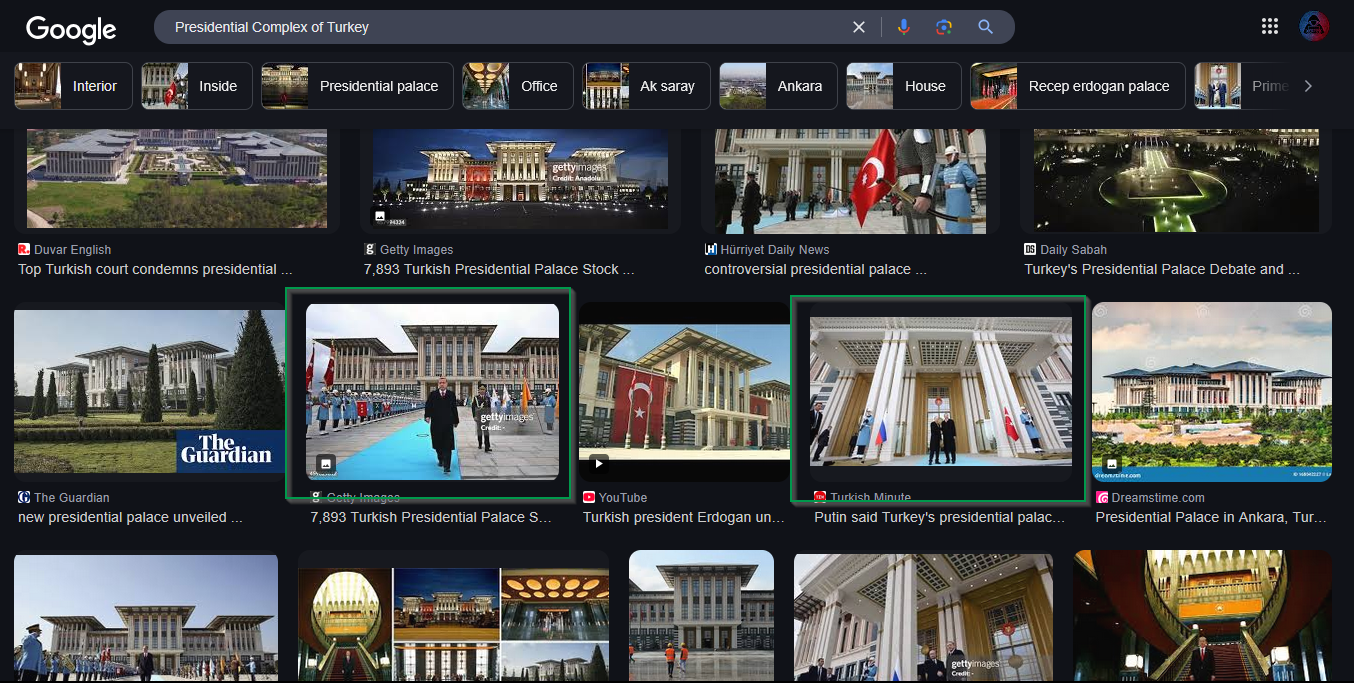 Google
Presidential Complex of Turkey
Interior
Inside
Presidential palace
Office
Ak saray
Ankara
House
Recep erdogan palace
Prime
gettyimages
Credit: Anadolu
Duvar English
Top Turkish court condemns presidential ...
g Getty Images
7,893 Turkish Presidential Palace Stock ...
H Hürriyet Daily News
controversial presidential palace ...
DS Daily Sabah
Turkey's Presidential Palace Debate and ...
The
Guardian
The Guardian
new presidential palace unveiled ...
gettyimages
Credit: -
g Getty Images
7,893 Turkish Presidential Palace S...
YouTube
Turkish president Erdogan un...
Turkish Minute
Putin said Turkey's presidential palac...
dreamstime.com
Dreamstime.com
Presidential Palace in Ankara, Tur...
gettyimages
Credit: -